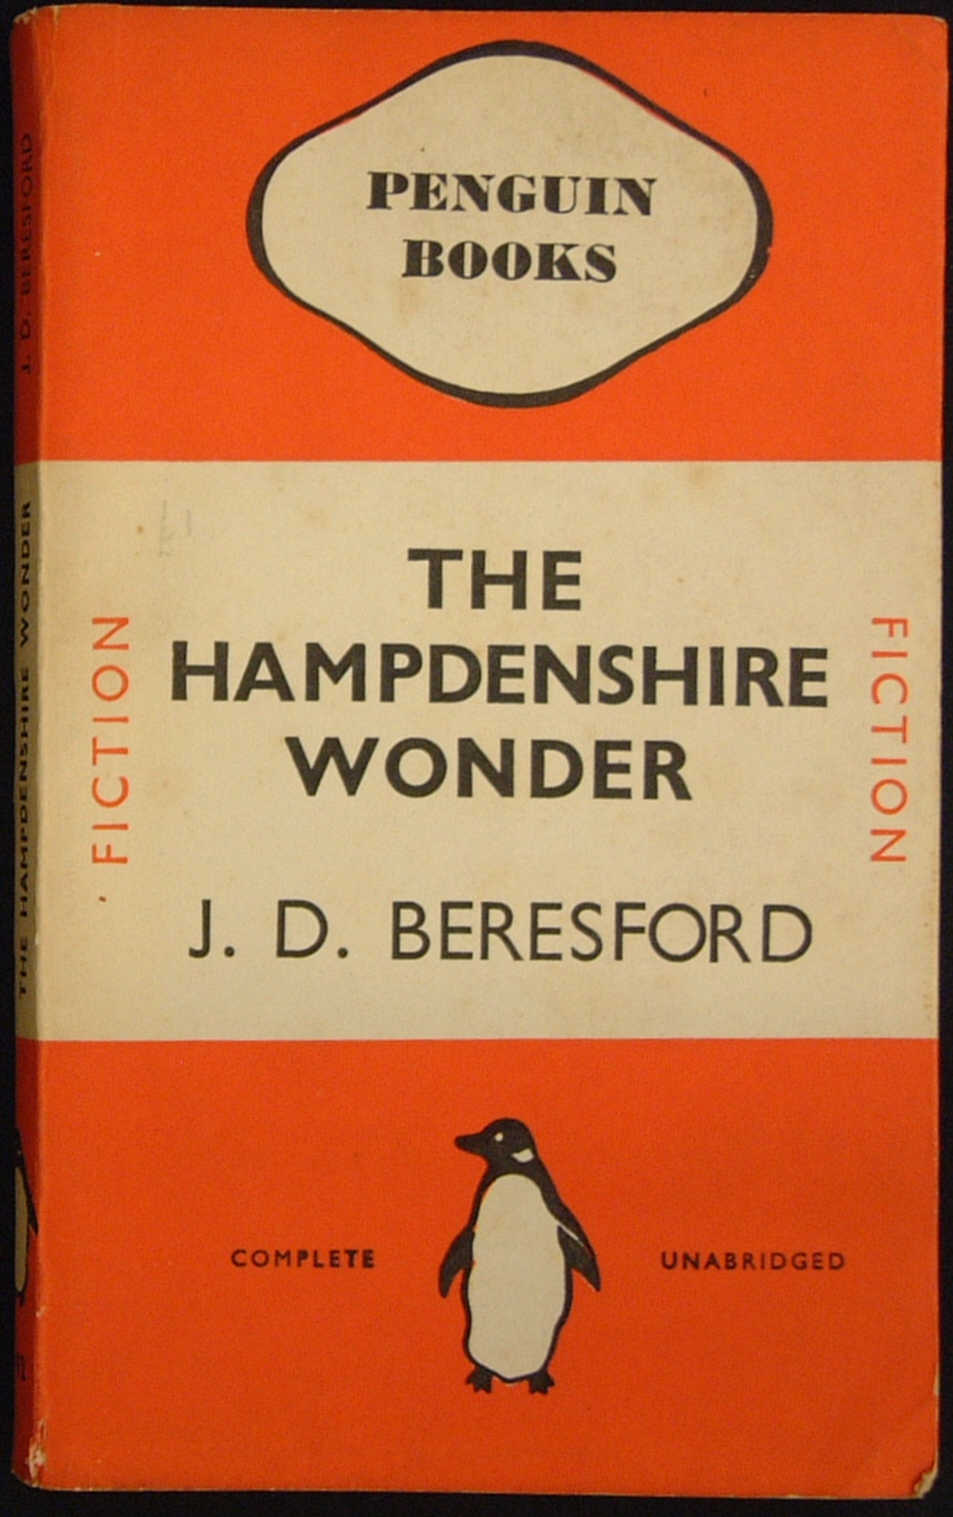 PENGUIN
BOOKS
THE
HAMPDENSHIRE
WONDER
FICTION
FICTION
J. D. BERESFORD
COMPLETE
UNABRIDGED
J. D. BERESFORD
THE HAMPDENSHIRE WONDER